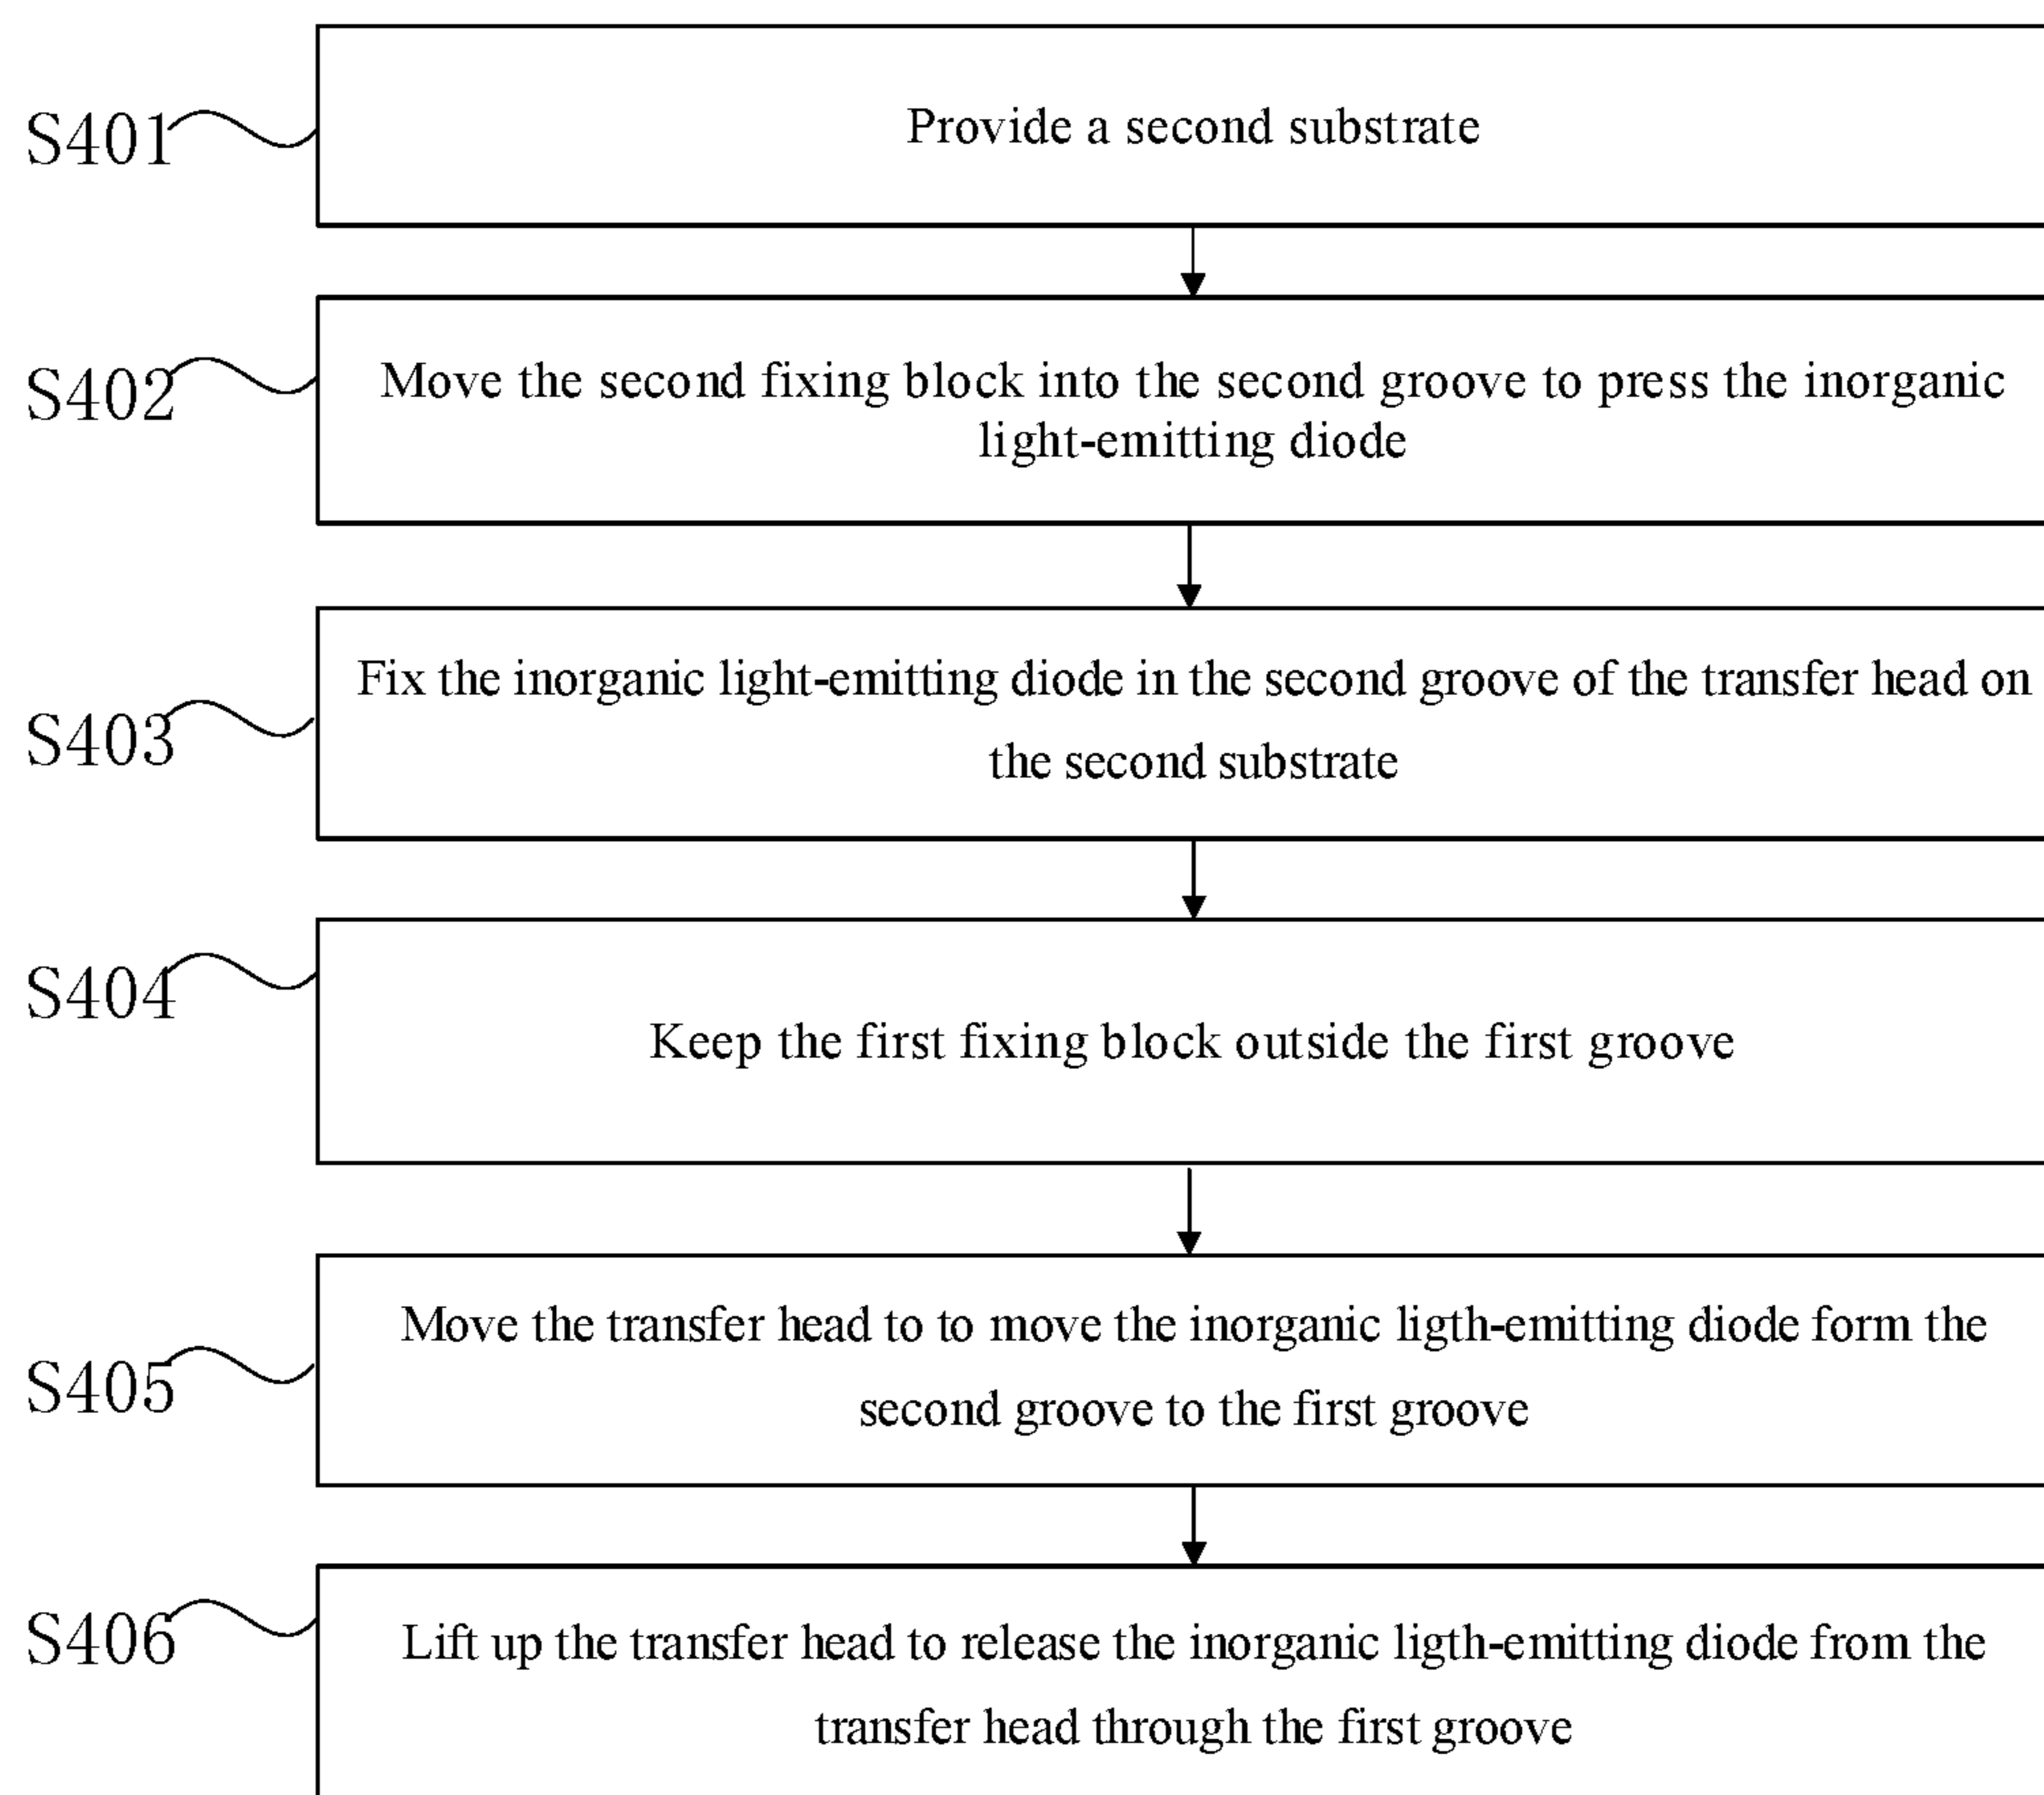 S401
Provide a second substrate
S402
Move the second fixing block into the second groove to press the inorganic
light-emitting diode
S403
Fix the inorganic light-emitting diode in the second groove of the transfer head on
the second substrate
S404
Keep the first fixing block outside the first groove
S405
Move the transfer head to to move the inorganic ligth-emitting diode form the
second groove to the first groove
S406
Lift up the transfer head to release the inorganic ligth-emitting diode from the
transfer head through the first groove